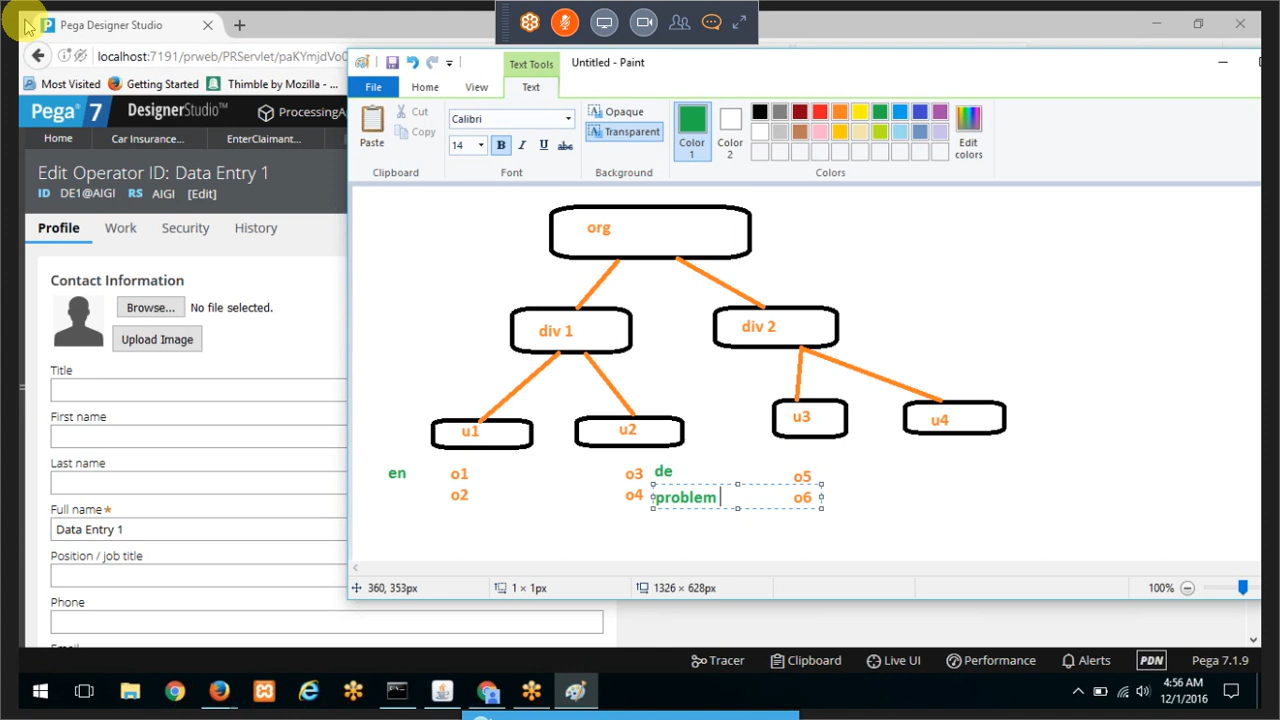 Pega Designer Studio
localhost:7191/prweb/PRServlet/paKYmjdVo0
Most Visited
Getting Started
Thimble by Mozilla - ...
PEGA 7
DesignerStudio™
ProcessingA
Home
Car Insurance...
EnterClaimant...
Edit Operator ID: Data Entry 1
ID DE1@AIGI RS AIGI [Edit]
Profile
Work
Security
History
Contact Information
Browse...
No file selected.
Upload Image
Title
First name
Last name
Full name★
Data Entry 1
Position / job title
Phone
Text Tools
Untitled - Paint
File
Home
View
Text
Paste
Cut
Copy
Clipboard
Calibri
14
B
I
U
abc
Font
Opaque
Transparent
Background
Color 1
Color 2
Edit colors
Colors
org
div 1
div 2
u1
u2
u3
u4
en
o1
o2
o3
o4
de
problem
o5
o6
360, 353px
1 × 1px
1326 × 628px
100%
Tracer
Clipboard
Live UI
Performance
Alerts
PDN
Pega 7.1.9
4:56 AM
12/1/2016